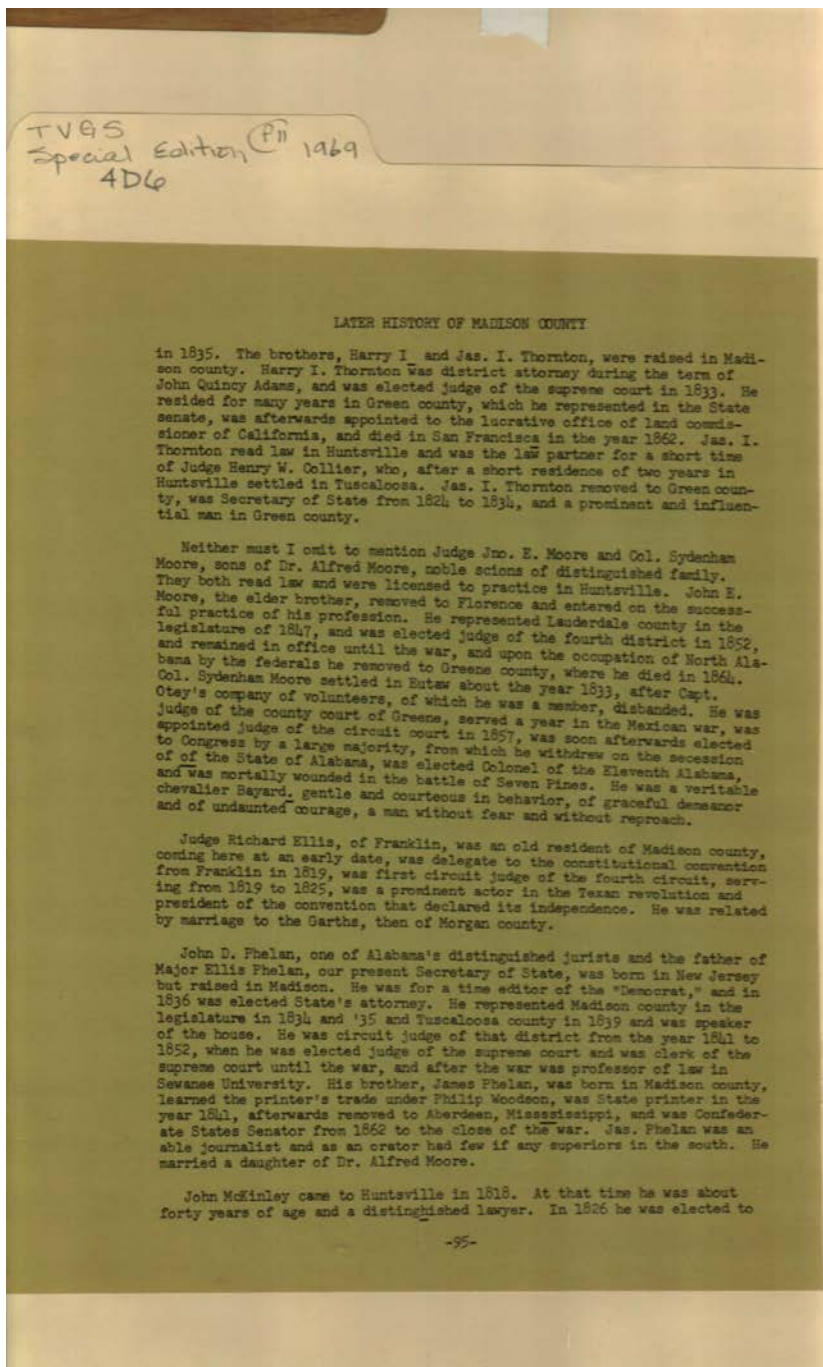 TVGS
Special Edition P11 1969
4D6
LATER HISTORY OF MADISON COUNTY
in 1835. The brothers, Harry I_ and Jas. I. Thornton, were raised in Madi-
son county. Harry I. Thornton was district attorney during the term of
John Quincy Adams, and was elected judge of the supreme court in 1833. He
resided for many years in Green county, which he represented in the State
senate, was afterwards appointed to the lucrative office of land commis-
sioner of California, and died in San Francisca in the year 1862. Jas. I.
Thornton read law in Huntsville and was the law partner for a short time
of Judge Henry W. Collier, who, after a short residence of two years in
Huntsville settled in Tuscaloosa. Jas. I. Thornton removed to Green coun-
ty, was Secretary of State from 1824 to 1834, and a prominent and influen-
tial man in Green county.
Neither must I omit to mention Judge Jno. E. Moore and Col. Sydenham
Moore, sons of Dr. Alfred Moore, noble scions of distinguished family.
They both read law and were licensed to practice in Huntsville. John E.
Moore, the elder brother, removed to Florence and entered on the success-
ful practice of his profession. He represented Lauderdale county in the
legislature of 1847, and was elected judge of the fourth district in 1852,
and remained in office until the war, and upon the occupation of North Ala-
bama by the federals he removed to Greene county, where he died in 1864.
Col. Sydenham Moore settled in Eutaw about the year 1833, after Capt.
Otey's company of volunteers, of which he was a member, disbanded. He was
judge of the county court of Greene, served a year in the Mexican war, was
appointed judge of the circuit court in 1857, was soon afterwards elected
to Congress by a large majority, from which he withdrew on the secession
of of the State of Alabama, was elected Colonel of the Eleventh Alabama,
and was mortally wounded in the battle of Seven Pines. He was a veritable
chevalier Bayard. gentle and courteous in behavior, of graceful demeanor
and of undaunted courage, a man without fear and without reproach.
Judge Richard Ellis, of Franklin, was an old resident of Madison county,
coming here at an early date, was delegate to the constitutional convention
from Franklin in 1819, was first circuit judge of the fourth circuit, serv-
ing from 1819 to 1825, was a prominent actor in the Texan revolution and
president of the convention that declared its independence. He was related
by marriage to the Garths, then of Morgan county.
John D. Phelan, one of Alabama's distinguished jurists and the father of
Major Ellis Phelan, our present Secretary of State, was born in New Jersey
but raised in Madison. He was for a time editor of the "Democrat," and in
1836 was elected State's attorney. He represented Madison county in the
legislature in 1834 and '35 and Tuscaloosa county in 1839 and was speaker
of the house. He was circuit judge of that district from the year 1841 to
1852, when he was elected judge of the supreme court and was clerk of the
supreme court until the war, and after the war was professor of law in
Sewanee University. His brother, James Phelan, was born in Madison county,
learned the printer's trade under Philip Woodson, was State printer in the
year 1841, afterwards removed to Aberdeen, Misssissippi, and was Confeder-
ate States Senator from 1862 to the close of the war. Jas. Phelan was an
able journalist and as an orator had few if any superiors in the south. He
married a daughter of Dr. Alfred Moore.
John McKinley came to Huntsville in 1818. At that time he was about
forty years of age and a distinghished lawyer. In 1826 he was elected to
-95-